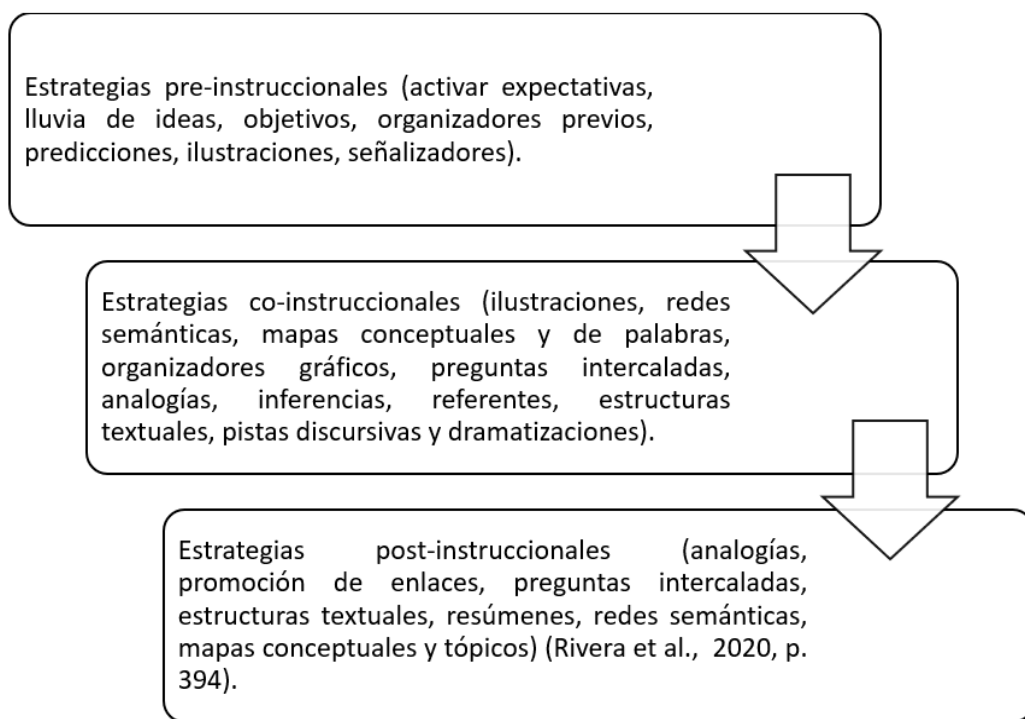 Estrategias pre-instruccionales (activar expectativas,
lluvia de ideas, objetivos, organizadores previos,
predicciones, ilustraciones, señalizadores).
Estrategias co-instruccionales (ilustraciones, redes
semánticas, mapas conceptuales y de palabras,
organizadores gráficos, preguntas intercaladas,
analogías, inferencias, referentes, estructuras
textuales, pistas discursivas y dramatizaciones).
Estrategias post-instruccionales (analogías,
promoción de enlaces, preguntas intercaladas,
estructuras textuales, resúmenes, redes semánticas,
mapas conceptuales y tópicos) (Rivera et al., 2020, p.
394).